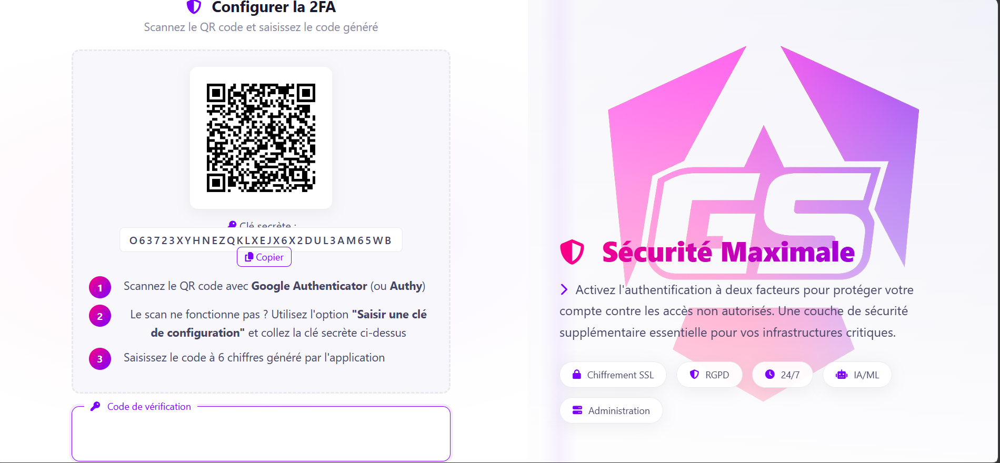 Configurer la 2FA
Scannez le QR code et saisissez le code généré
Clé secrète :
O63723XYHNEZQKLXEJX6X2DUL3AM65WB
Copier
1 Scannez le QR code avec Google Authenticator (ou Authy)
2 Le scan ne fonctionne pas ? Utilisez l'option "Saisir une clé
de configuration" et collez la clé secrète ci-dessus
3 Saisissez le code à 6 chiffres généré par l'application
Code de vérification
GS
Sécurité Maximale
Activez l'authentification à deux facteurs pour protéger votre
compte contre les accès non autorisés. Une couche de sécurité
supplémentaire essentielle pour vos infrastructures critiques.
Chiffrement SSL RGPD 24/7 IA/ML
Administration